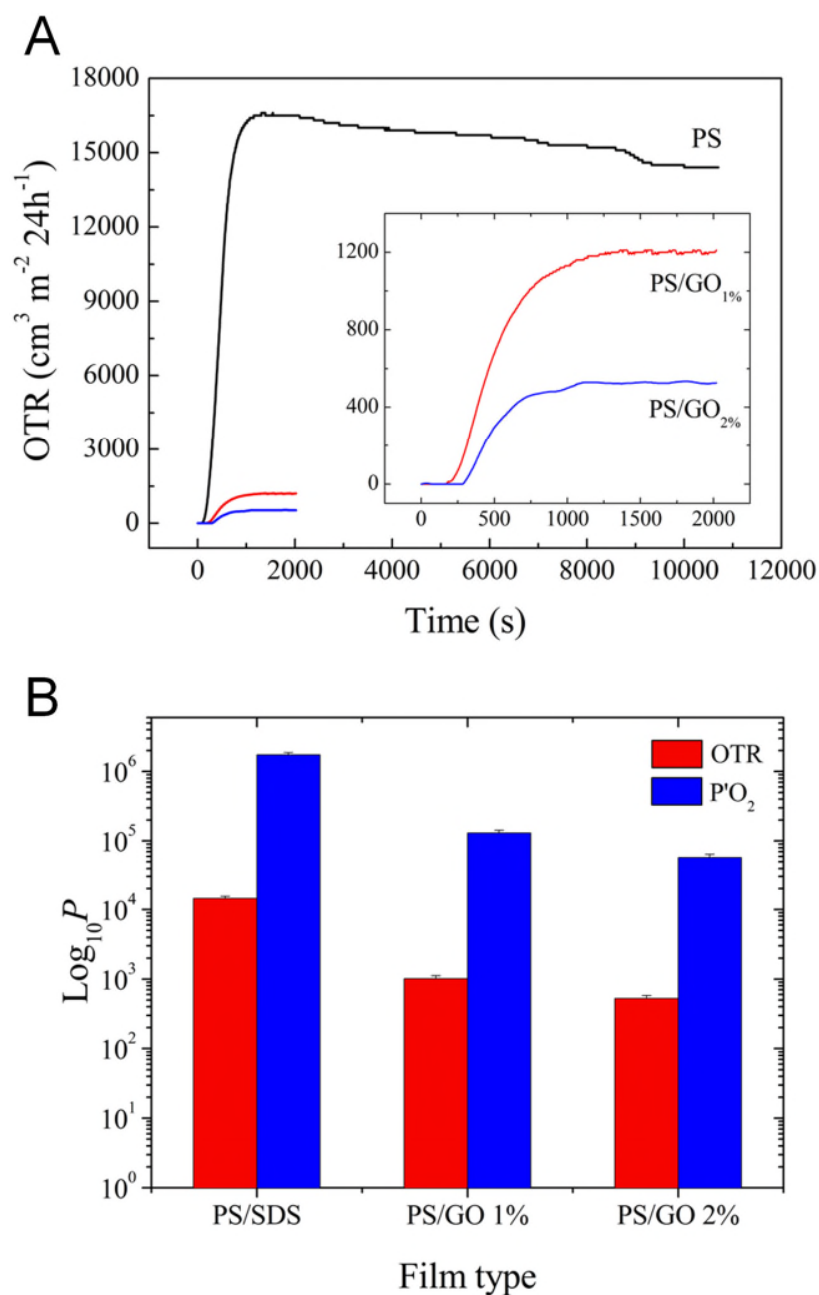 A
18000
15000
12000
9000
6000
3000
0
OTR (cm³ m⁻² 24h⁻¹)
PS
1200
800
400
0
PS/GO₁%
PS/GO₂%
0 500 1000 1500 2000
0 2000 4000 6000 8000 10000 12000
Time (s)
B
10⁶
10⁵
10⁴
10³
10²
10¹
10⁰
Log₁₀P
OTR
P'O₂
PS/SDS PS/GO 1% PS/GO 2%
Film type